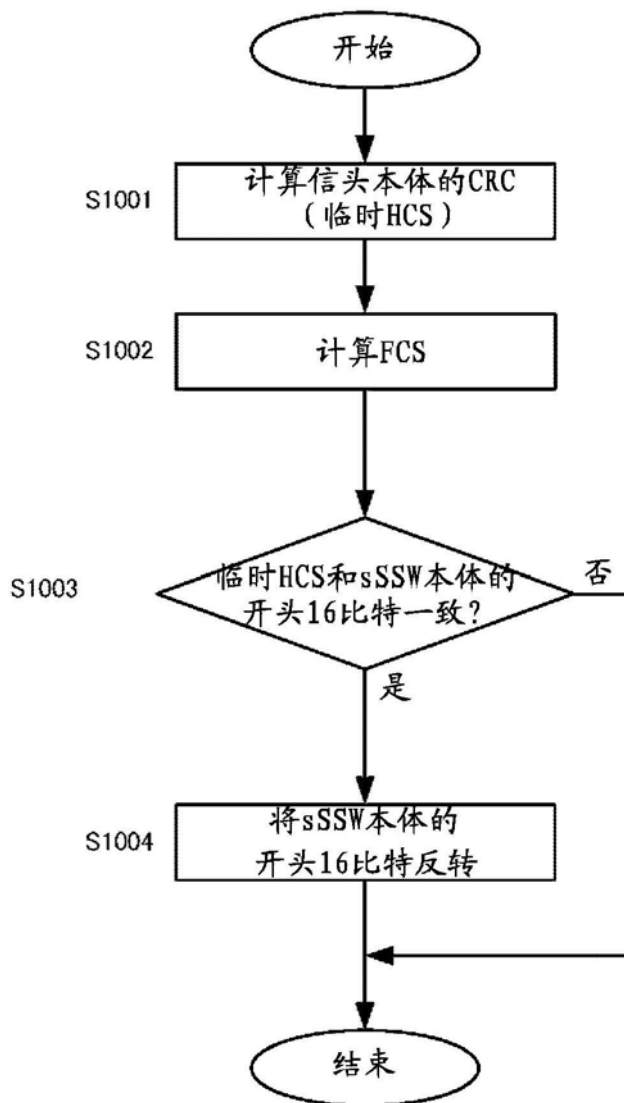 开始
S1001
计算信头本体的CRC
(临时HCS)
S1002
计算FCS
S1003
临时HCS和sSSW本体的
开头16比特一致?
否
是
S1004
将sSSW本体的
开头16比特反转
结束